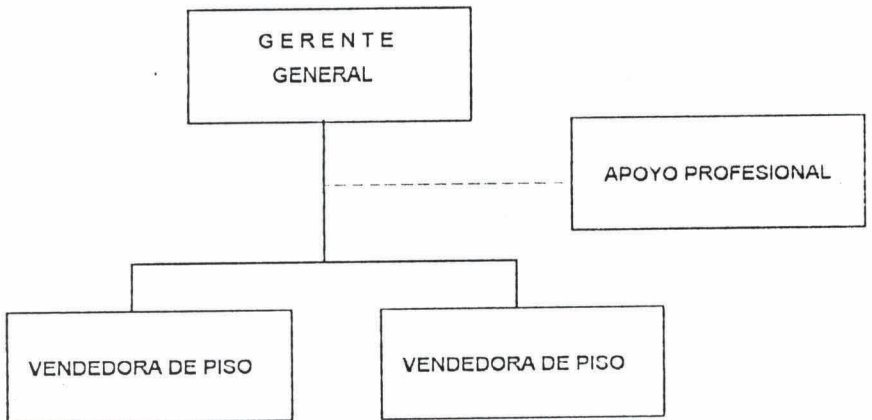 GERENTE
GENERAL
APOYO PROFESIONAL
VENDEDORA DE PISO
VENDEDORA DE PISO